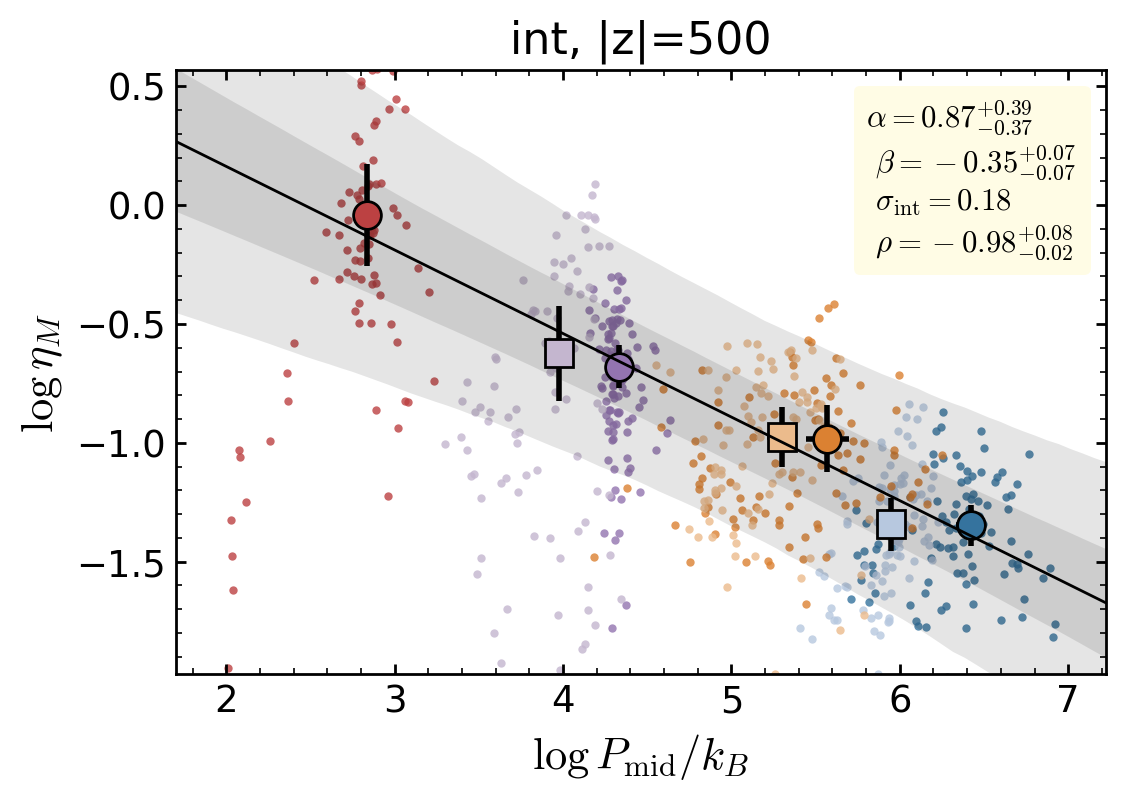 int, |z|=500
0.5
0.0
−0.5
−1.0
−1.5
log η_M
α = 0.87^{+0.39}_{−0.37}
β = −0.35^{+0.07}_{−0.07}
σ_int = 0.18
ρ = −0.98^{+0.08}_{−0.02}
2 3 4 5 6 7
log P_mid/k_B